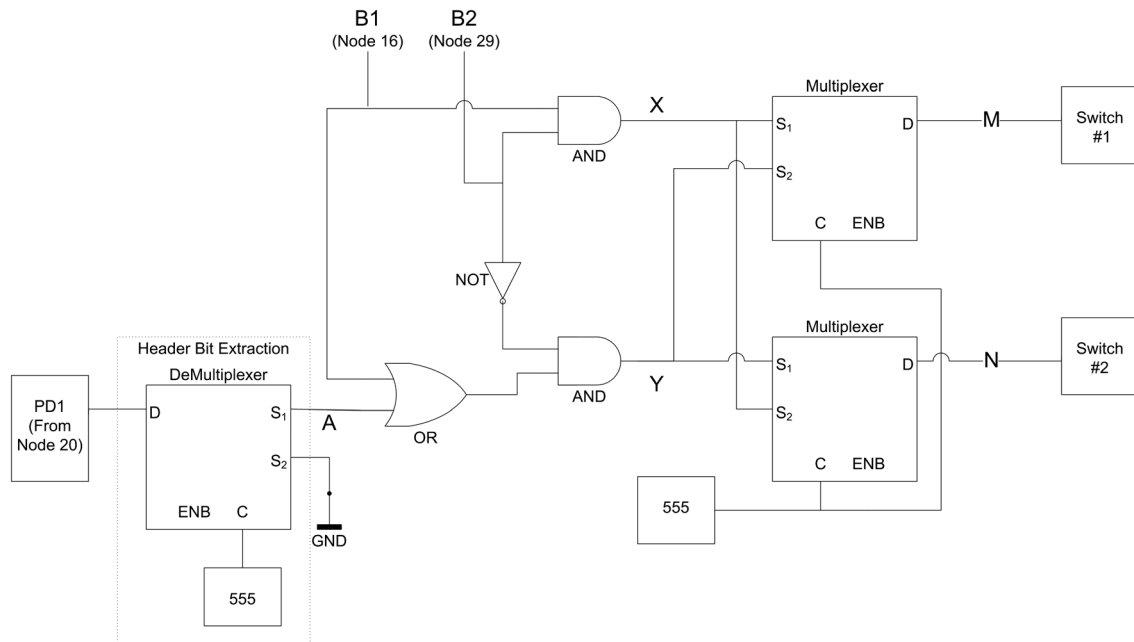 B1
(Node 16)
B2
(Node 29)
AND
X
Multiplexer
S1
S2
D
C ENB
M
Switch
#1
NOT
AND
Y
Multiplexer
S1
S2
D
C ENB
N
Switch
#2
Header Bit Extraction
DeMultiplexer
PD1
(From
Node 20)
D
S1
S2
ENB C
A
OR
GND
555
555